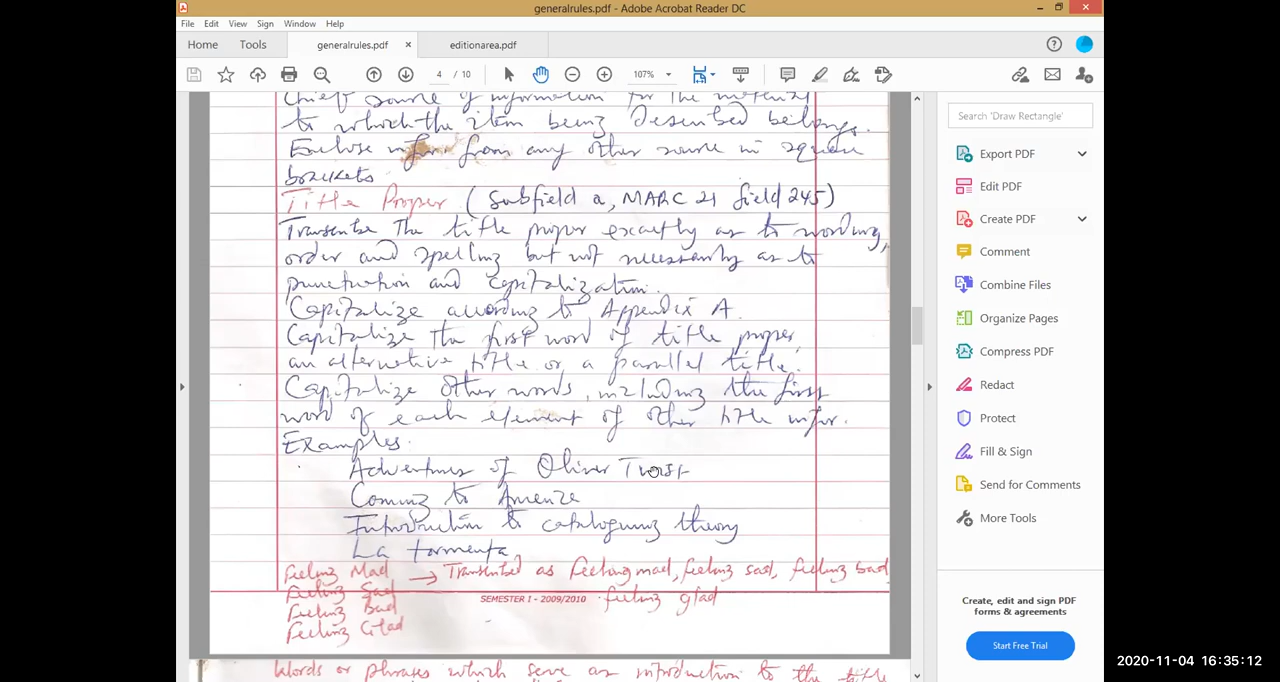 generalrules.pdf - Adobe Acrobat Reader DC
File Edit View Sign Window Help
Home Tools generalrules.pdf × editionarea.pdf
4 / 10 107%
Chief source of information for the material
to which the item being described belongs.
Enclose infor from any other source in square
brackets.
Title Proper (Subfield a, MARC 21 field 245)
Transcribe the title proper exactly as to wording,
order and spelling but not necessarily as to
punctuation and capitalization.
Capitalize according to Appendix A.
Capitalize the first word of title proper,
an alternative title or a parallel title.
Capitalize other words, including the first
word of each element of other title infor.
Examples.
Adventures of Oliver Twist
Coming to America
Introduction to cataloguing theory
La tormenta
Feeling Mad → Transcribed as Feeling mad, feeling sad, feeling bad,
Feeling Sad SEMESTER I - 2009/2010 feeling glad
Feeling Bad
Feeling Glad
Words or phrases which serve as introduction to the title
Search 'Draw Rectangle'
Export PDF
Edit PDF
Create PDF
Comment
Combine Files
Organize Pages
Compress PDF
Redact
Protect
Fill & Sign
Send for Comments
More Tools
Create, edit and sign PDF
forms & agreements
Start Free Trial
2020-11-04 16:35:12